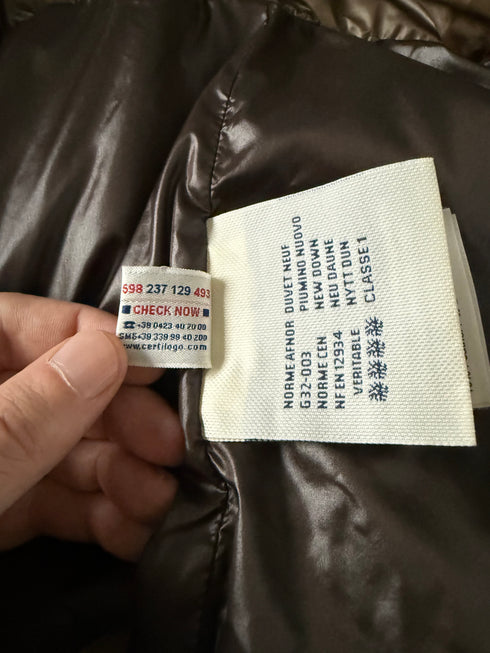 598 237 129 493
CHECK NOW
☎+39 0423 40 20 00
SMS+39 339 99 40 200
www.certilogo.com
NORME AFNOR DUVET NEUF
G32-003 PIUMINO NUOVO
NORME CEN NEW DOWN
NF EN 12934 NEU DAUNE
VERITABLE NYTT DUN
CLASSE 1